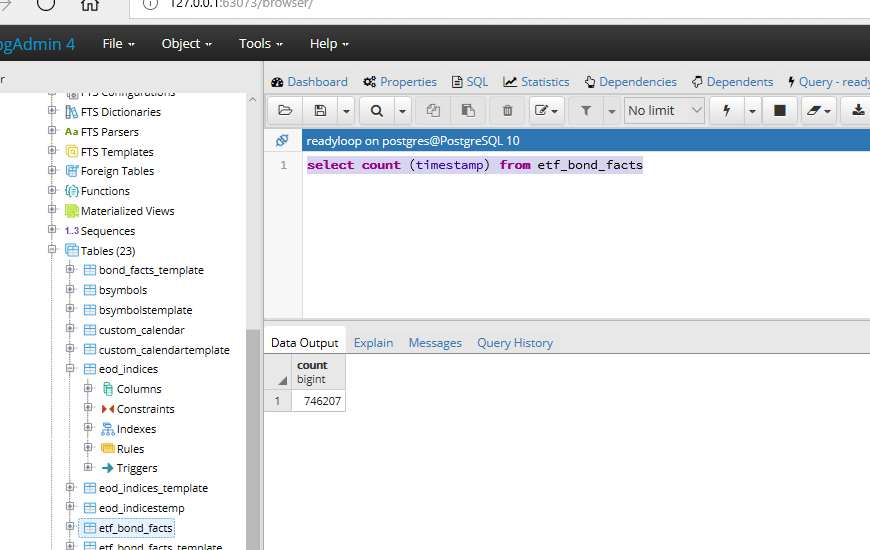 127.0.0.1:63073/browser/
pgAdmin 4 File Object Tools Help
Dashboard Properties SQL Statistics Dependencies Dependents Query - ready
FTS Configurations
FTS Dictionaries
Aa FTS Parsers
FTS Templates
Foreign Tables
Functions
Materialized Views
1..3 Sequences
Tables (23)
bond_facts_template
bsymbols
bsymbolstemplate
custom_calendar
custom_calendartemplate
eod_indices
Columns
Constraints
Indexes
Rules
Triggers
eod_indices_template
eod_indicestemp
etf_bond_facts
etf_bond_facts_template
No limit
readyloop on postgres@PostgreSQL 10
1 select count (timestamp) from etf_bond_facts
Data Output Explain Messages Query History
count
bigint
1 746207